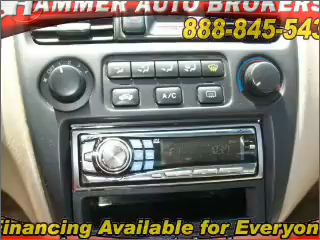 HAMMER AUTO BROKERS
888-845-543
A/C
Financing Available for Everyon